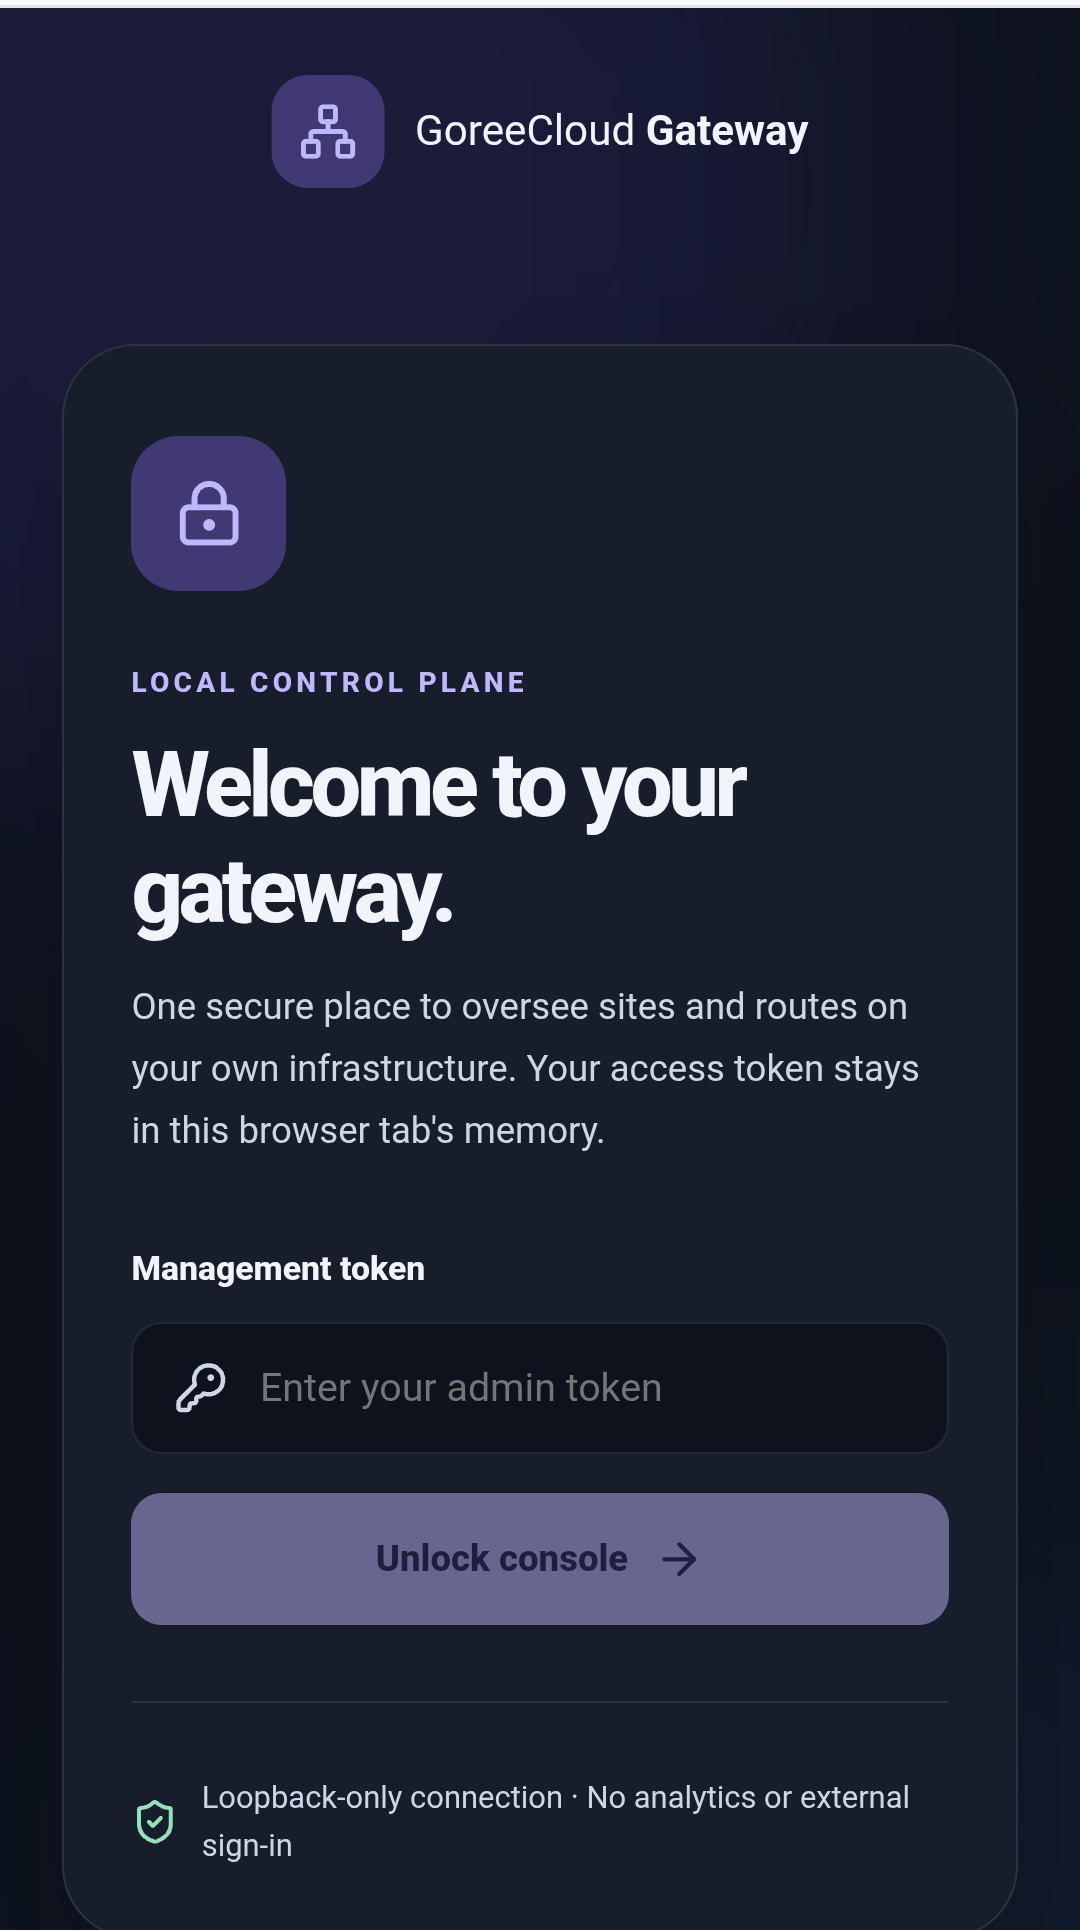 GoreeCloud Gateway
LOCAL CONTROL PLANE
Welcome to your
gateway.
One secure place to oversee sites and routes on
your own infrastructure. Your access token stays
in this browser tab's memory.
Management token
Enter your admin token
Unlock console
Loopback-only connection · No analytics or external
sign-in